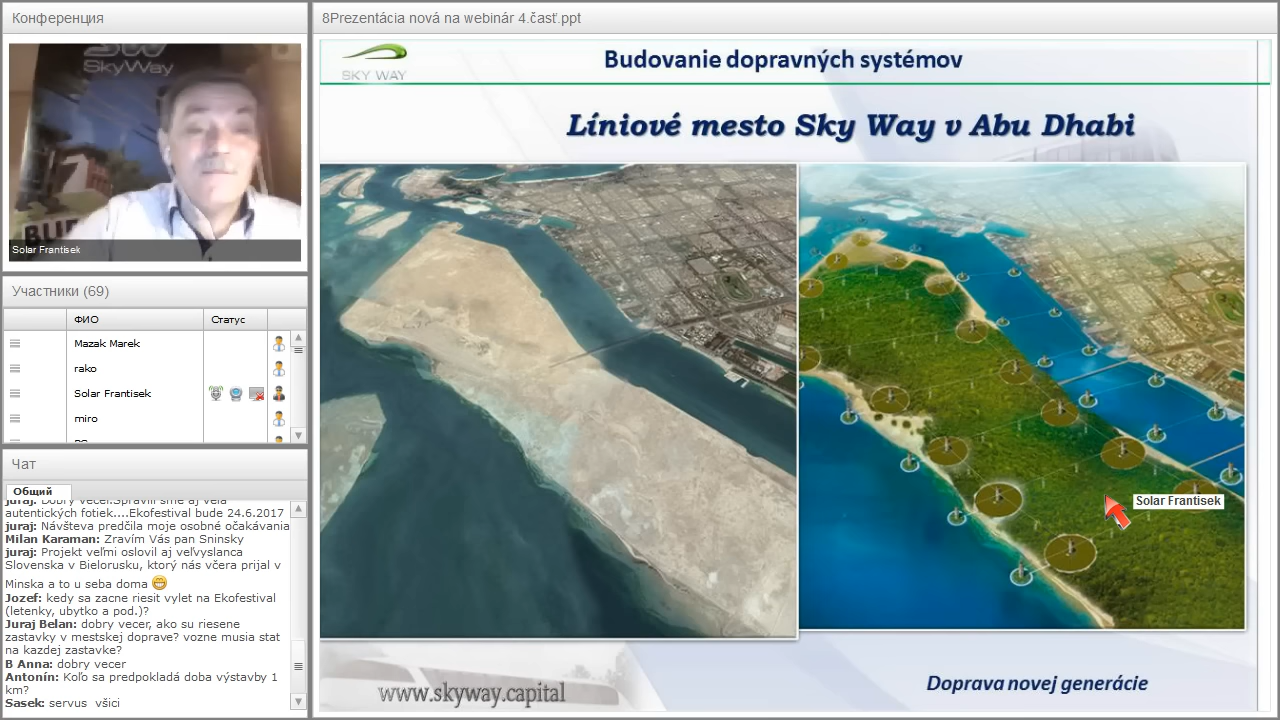 Конференция
SW
SkyWay
BU
Solar Frantisek
Участники (69)
ФИО
Статус
Mazak Marek
rako
Solar Frantisek
miro
Чат
Общий
juraj: Dobry vecer.Spravili sme aj vela
autentických fotiek....Ekofestival bude 24.6.2017
juraj: Návšteva predčila moje osobné očakávania
Milan Karaman: Zravím Vás pan Sninsky
juraj: Projekt veľmi oslovil aj veľvyslanca
Slovenska v Bielorusku, ktorý nás včera prijal v
Minska a to u seba doma
Jozef: kedy sa zacne riesit vylet na Ekofestival
(letenky, ubytko a pod.)?
Juraj Belan: dobry vecer, ako su riesene
zastavky v mestskej doprave? vozne musia stat
na kazdej zastavke?
B Anna: dobry vecer
Antonín: Koľo sa predpokladá doba výstavby 1
km?
Sasek: servus všici
8Prezentácia nová na webinár 4.časť.ppt
SKY WAY
Budovanie dopravných systémov
Líniové mesto Sky Way v Abu Dhabi
Solar Frantisek
www.skyway.capital
Doprava novej generácie